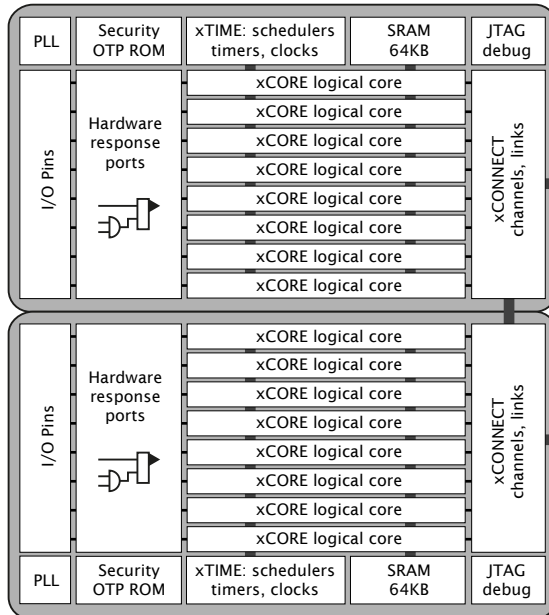 PLL
Security
OTP ROM
xTIME: schedulers
timers, clocks
SRAM
64KB
JTAG
debug
I/O Pins
Hardware
response
ports
xCORE logical core
xCORE logical core
xCORE logical core
xCORE logical core
xCORE logical core
xCORE logical core
xCORE logical core
xCORE logical core
xCONNECT
channels, links
I/O Pins
Hardware
response
ports
xCORE logical core
xCORE logical core
xCORE logical core
xCORE logical core
xCORE logical core
xCORE logical core
xCORE logical core
xCORE logical core
xCONNECT
channels, links
PLL
Security
OTP ROM
xTIME: schedulers
timers, clocks
SRAM
64KB
JTAG
debug